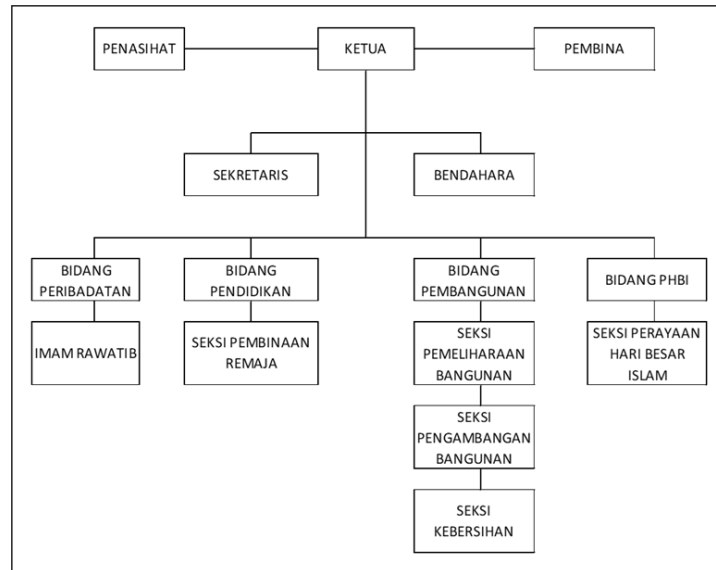 PENASIHAT
KETUA
PEMBINA
SEKRETARIS
BENDAHARA
BIDANG
PERIBADATAN
BIDANG
PENDIDIKAN
BIDANG
PEMBANGUNAN
BIDANG PHBI
IMAM RAWATIB
SEKSI PEMBINAAN
REMAJA
SEKSI
PEMELIHARAAN
BANGUNAN
SEKSI PERAYAAN
HARI BESAR
ISLAM
SEKSI
PENGAMBANGAN
BANGUNAN
SEKSI
KEBERSIHAN